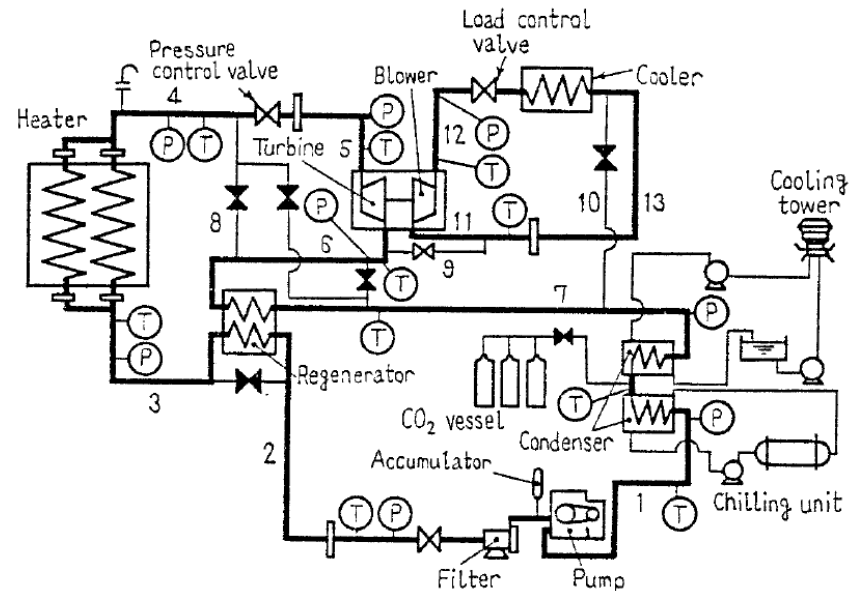 Load control
valve
Pressure
control valve
Blower
Cooler
4
Heater
P
T
Turbine
5
P
T
12
P
T
Cooling
tower
8
P
6
11
T
10
13
9
T
7
T
P
T
P
Regenerator
3
CO2 vessel
T
P
Condenser
2
Accumulator
1
T
Chilling unit
T
P
Filter
Pump